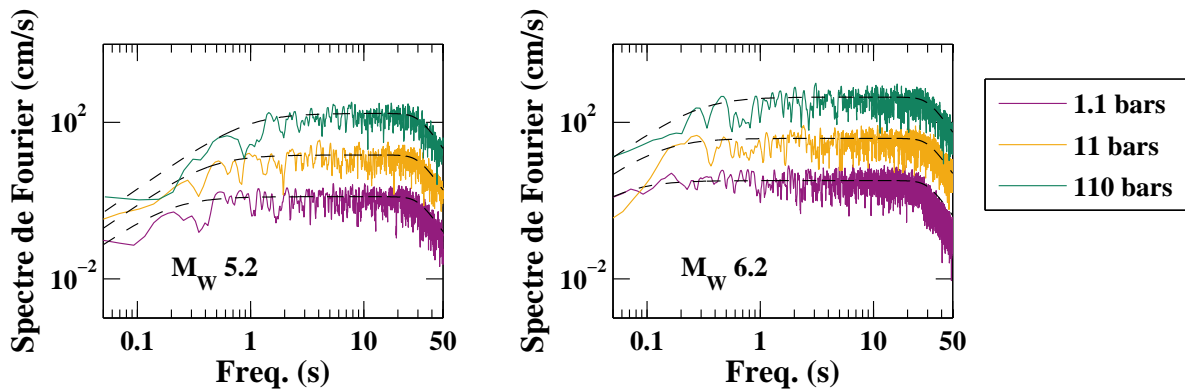 Spectre de Fourier (cm/s)
10²
10⁻²
M_W 5.2
0.1 1 10 50
Freq. (s)
Spectre de Fourier (cm/s)
10²
10⁻²
M_W 6.2
0.1 1 10 50
Freq. (s)
1.1 bars
11 bars
110 bars